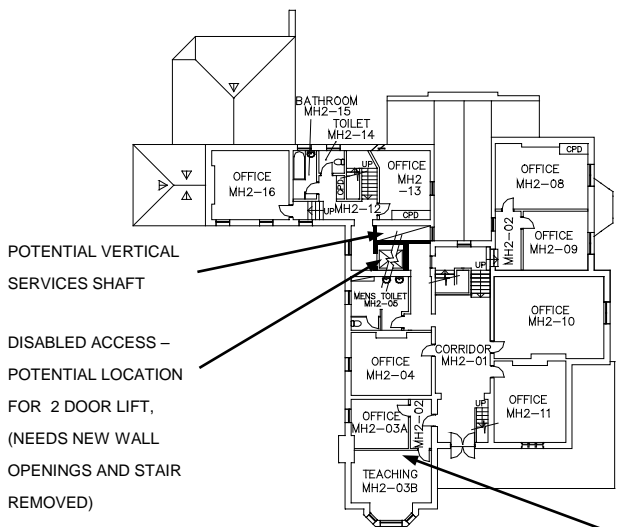 BATHROOM
MH2-15
TOILET
MH2-14
OFFICE
MH2-16
CPD
UP
OFFICE
MH2
-13
UP
MH2-12
CPD
CPD
OFFICE
MH2-08
MH2-02
OFFICE
MH2-09
UP
POTENTIAL VERTICAL
SERVICES SHAFT
MENS TOILET
MH2-05
OFFICE
MH2-10
DISABLED ACCESS –
POTENTIAL LOCATION
FOR 2 DOOR LIFT,
(NEEDS NEW WALL
OPENINGS AND STAIR
REMOVED)
CORRIDOR
MH2-01
OFFICE
MH2-04
OFFICE
MH2-11
UP
OFFICE
MH2-03A
MH2-02
TEACHING
MH2-03B